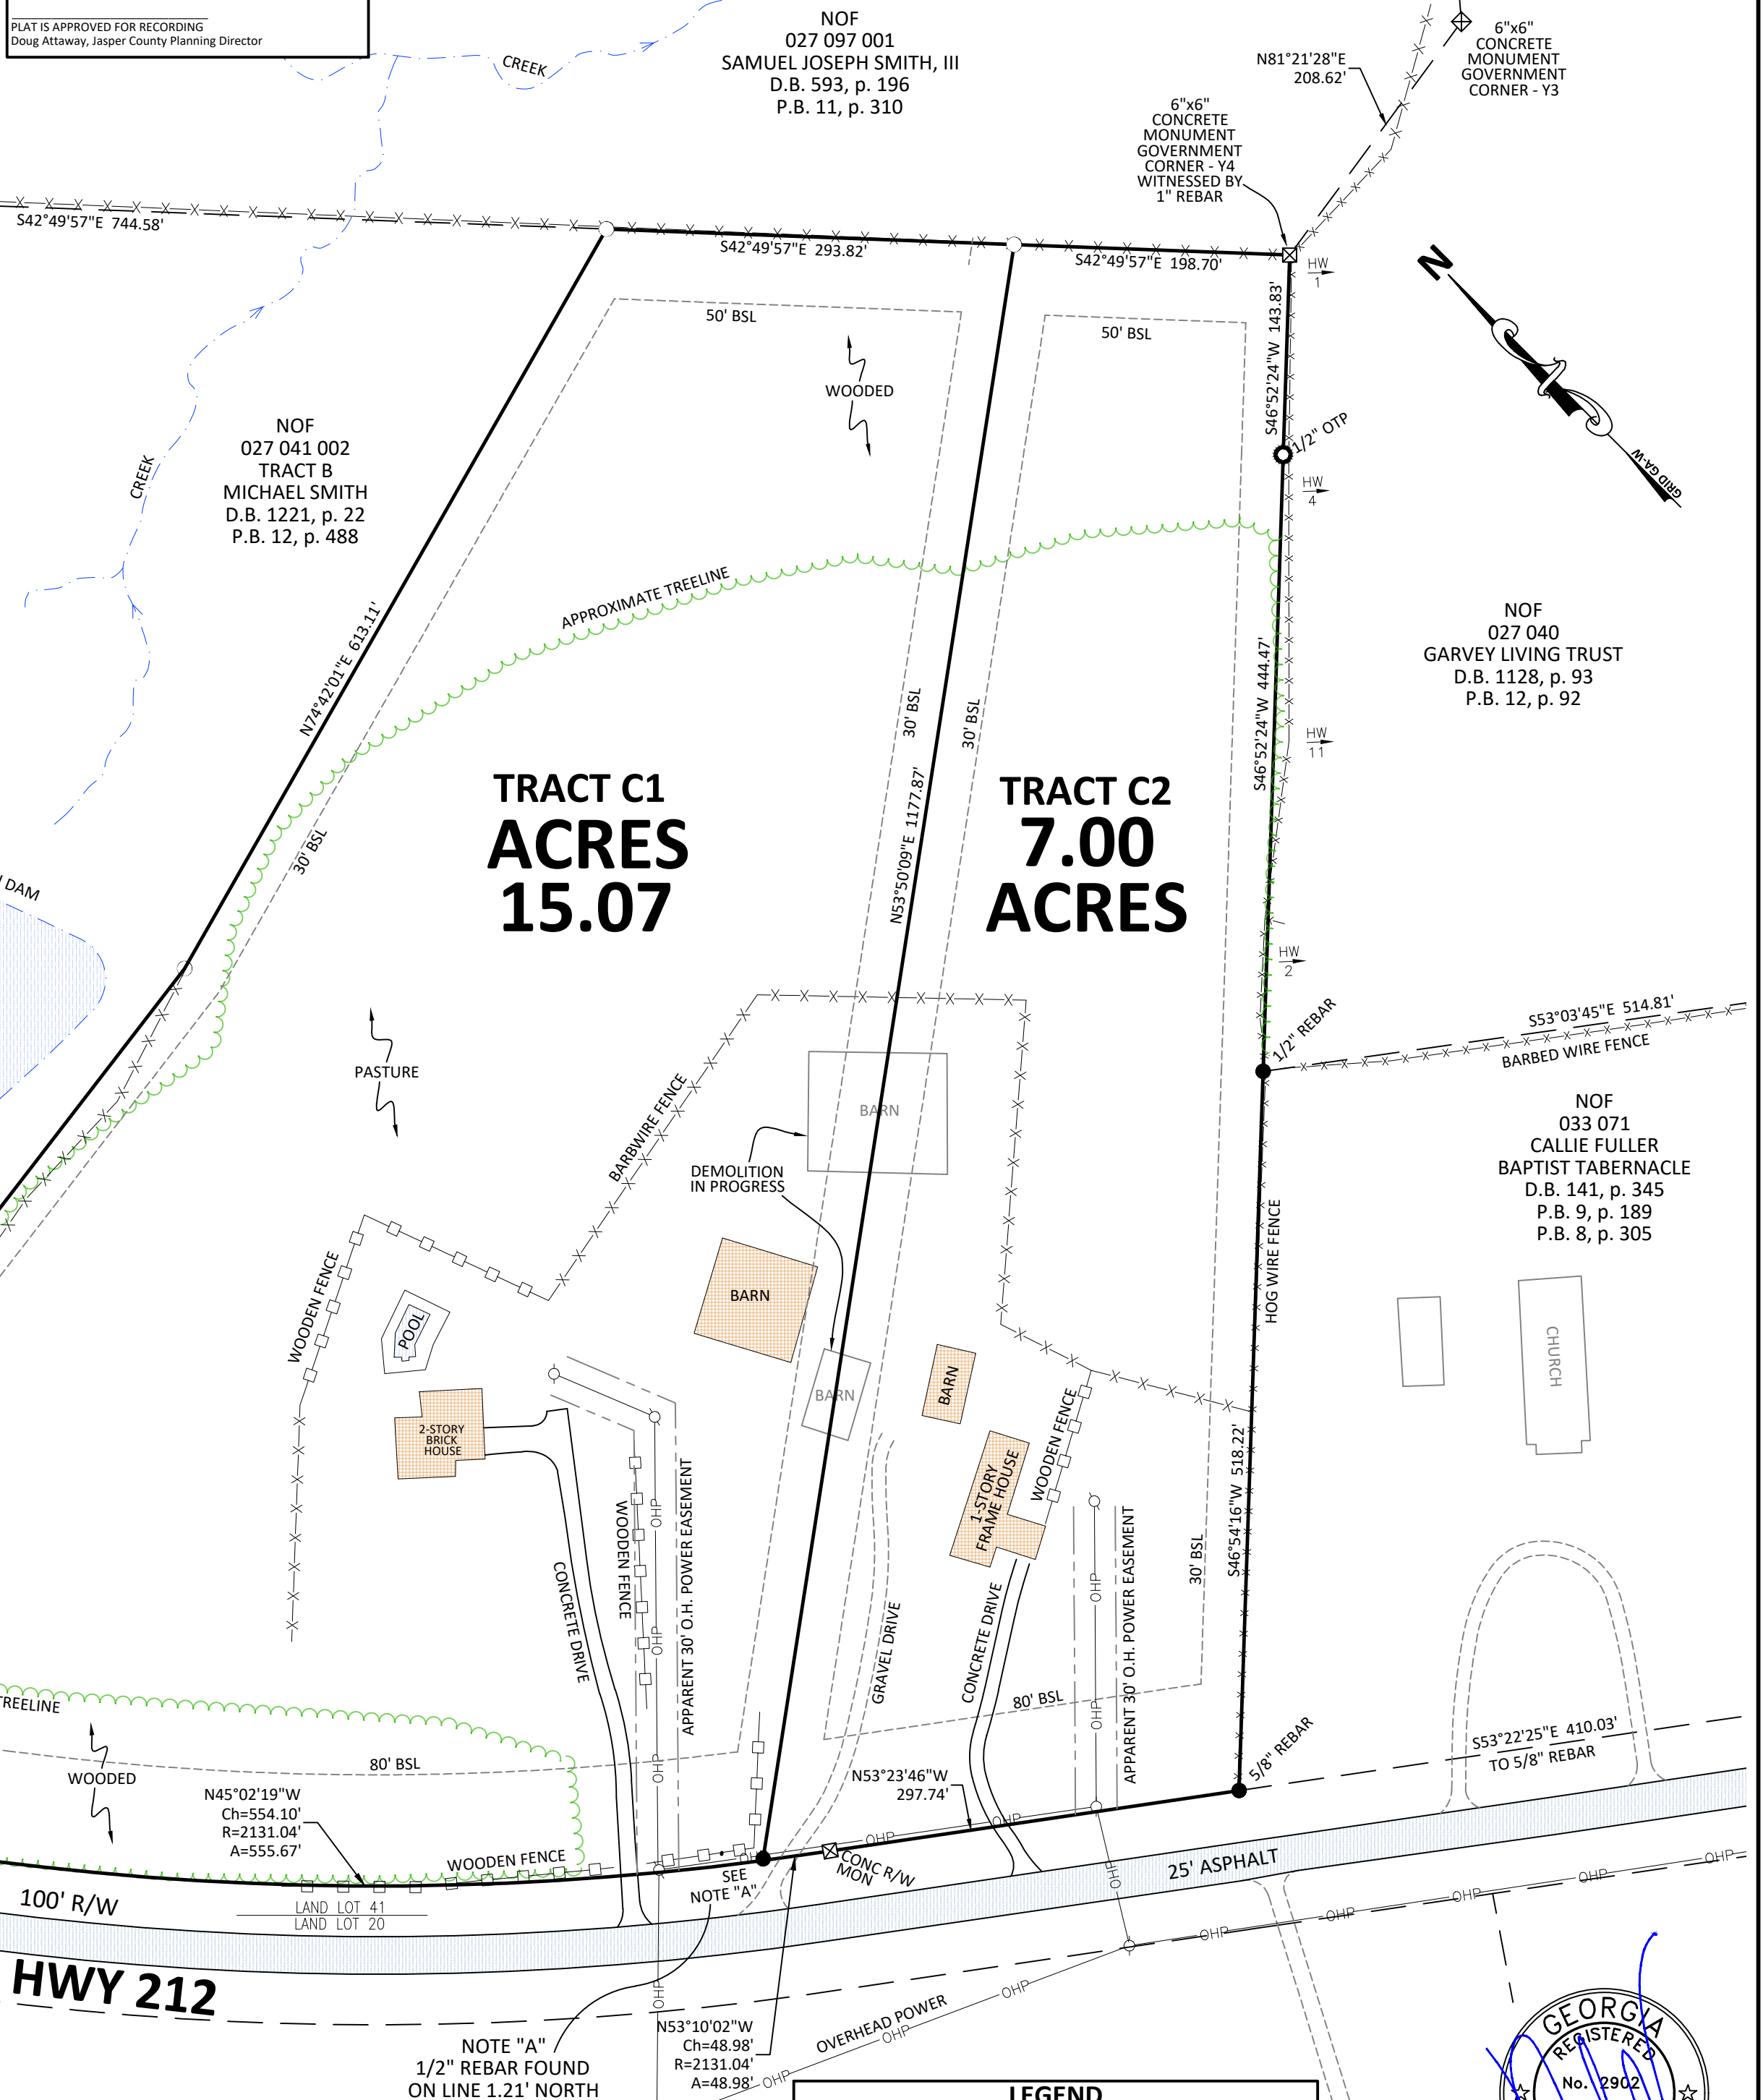 PLAT IS APPROVED FOR RECORDING
Doug Attaway, Jasper County Planning Director
NOF
027 097 001
SAMUEL JOSEPH SMITH, III
D.B. 593, p. 196
P.B. 11, p. 310
CREEK
N81°21'28"E
208.62'
6"x6"
CONCRETE
MONUMENT
GOVERNMENT
CORNER - Y3
6"x6"
CONCRETE
MONUMENT
GOVERNMENT
CORNER - Y4
WITNESSED BY
1" REBAR
S42°49'57"E 744.58'
S42°49'57"E 293.82'
S42°49'57"E 198.70'
HW
1
N
GRID GA-W
50' BSL
50' BSL
S46°52'24"W 143.83'
WOODED
1/2" OTP
HW
4
NOF
027 041 002
TRACT B
MICHAEL SMITH
D.B. 1221, p. 22
P.B. 12, p. 488
CREEK
APPROXIMATE TREELINE
N74°42'01"E 613.11'
NOF
027 040
GARVEY LIVING TRUST
D.B. 1128, p. 93
P.B. 12, p. 92
30' BSL
30' BSL
S46°52'24"W 444.47'
HW
11
TRACT C1
ACRES
15.07
N53°50'09"E 1177.87'
TRACT C2
7.00
ACRES
30' BSL
DAM
HW
2
1/2" REBAR
S53°03'45"E 514.81'
BARBED WIRE FENCE
PASTURE
BARBWIRE FENCE
BARN
DEMOLITION
IN PROGRESS
NOF
033 071
CALLIE FULLER
BAPTIST TABERNACLE
D.B. 141, p. 345
P.B. 9, p. 189
P.B. 8, p. 305
WOODEN FENCE
POOL
BARN
HOG WIRE FENCE
BARN
BARN
CHURCH
2-STORY
BRICK
HOUSE
WOODEN FENCE
1-STORY
FRAME HOUSE
S46°54'16"W 518.22'
OHP
WOODEN FENCE
APPARENT 30' O.H. POWER EASEMENT
CONCRETE DRIVE
OHP
APPARENT 30' O.H. POWER EASEMENT
30' BSL
OHP
GRAVEL DRIVE
CONCRETE DRIVE
80' BSL
OHP
TREELINE
WOODED
80' BSL
OHP
N45°02'19"W
Ch=554.10'
R=2131.04'
A=555.67'
N53°23'46"W
297.74'
5/8" REBAR
S53°22'25"E 410.03'
TO 5/8" REBAR
OHP
OHP
WOODEN FENCE
SEE
NOTE "A"
CONC R/W
MON
OHP
25' ASPHALT
OHP
OHP
OHP
OHP
OHP
100' R/W
LAND LOT 41
LAND LOT 20
HWY 212
OHP
OHP
OVERHEAD POWER
OHP
OHP
NOTE "A"
1/2" REBAR FOUND
ON LINE 1.21' NORTH
N53°10'02"W
Ch=48.98'
R=2131.04'
A=48.98'
LEGEND
GEORGIA
REGISTERED
No. 2902